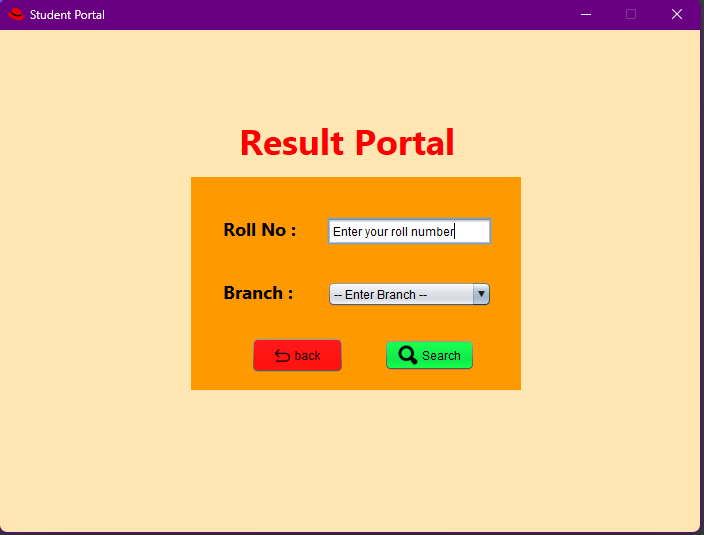 Student Portal
Result Portal
Roll No : Enter your roll number
Branch : -- Enter Branch --
back Search